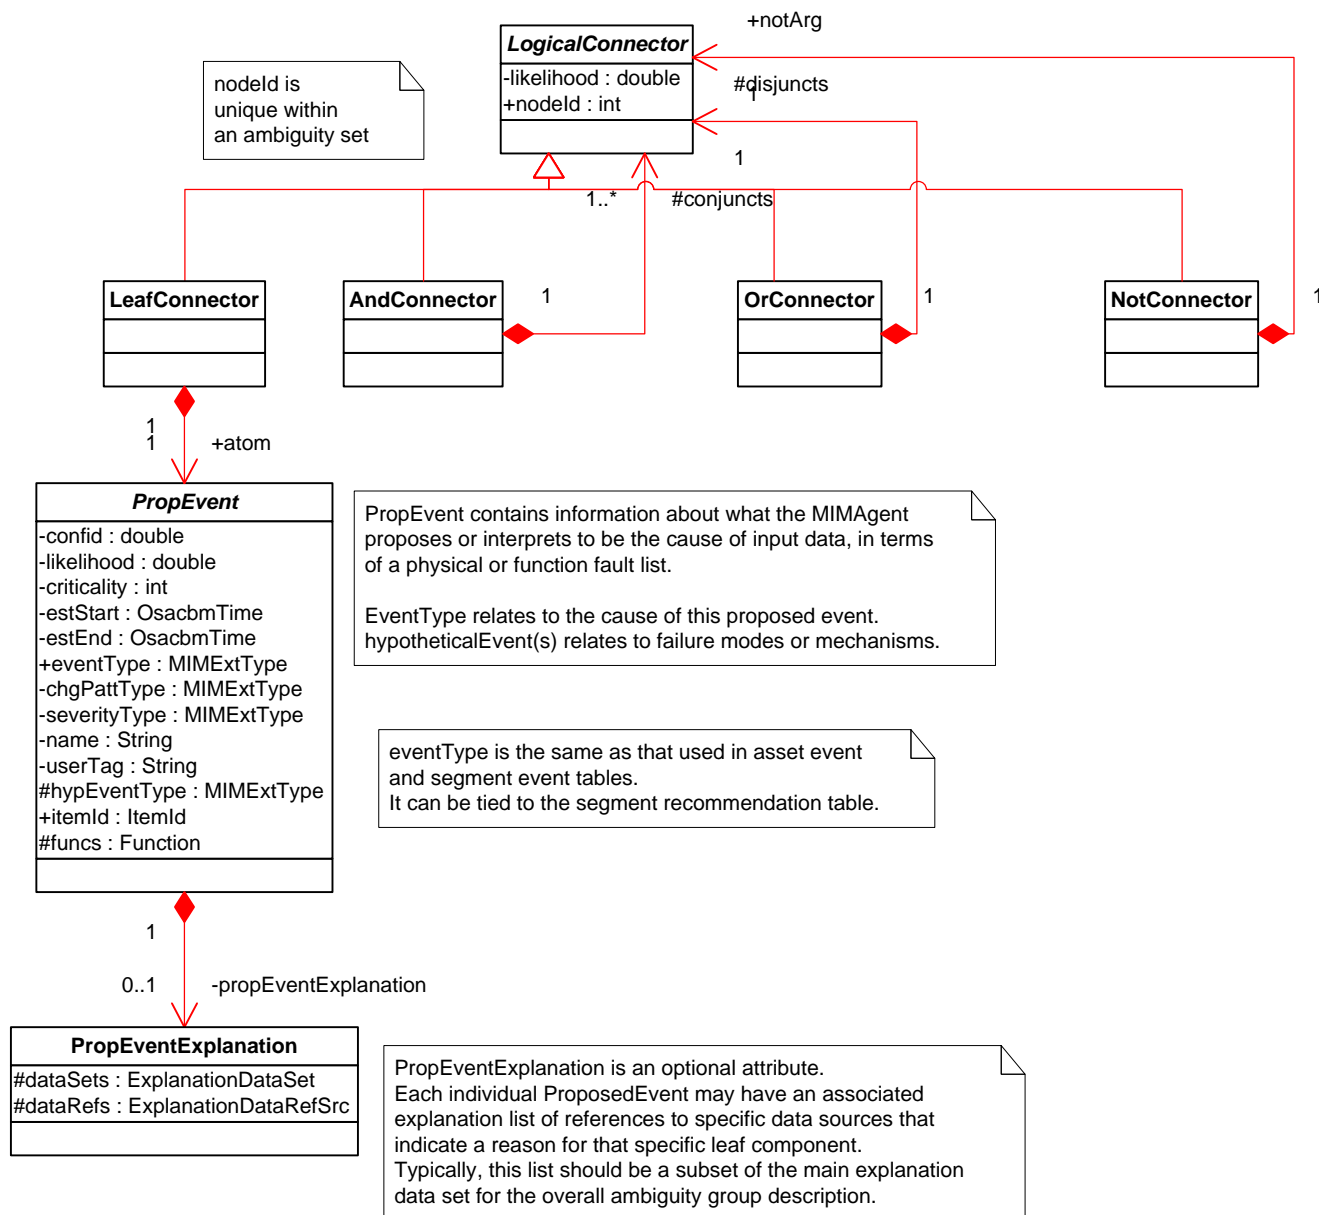 +notArg
LogicalConnector
-likelihood : double
+nodeId : int
#disjuncts
1
nodeId is
unique within
an ambiguity set
1
1..*
#conjuncts
LeafConnector
AndConnector
1
OrConnector
1
NotConnector
1
1
1
+atom
PropEvent
-confid : double
-likelihood : double
-criticality : int
-estStart : OsacbmTime
-estEnd : OsacbmTime
+eventType : MIMExtType
-chgPattType : MIMExtType
-severityType : MIMExtType
-name : String
-userTag : String
#hypEventType : MIMExtType
+itemId : ItemId
#funcs : Function
PropEvent contains information about what the MIMAgent
proposes or interprets to be the cause of input data, in terms
of a physical or function fault list.
EventType relates to the cause of this proposed event.
hypotheticalEvent(s) relates to failure modes or mechanisms.
eventType is the same as that used in asset event
and segment event tables.
It can be tied to the segment recommendation table.
1
0..1
-propEventExplanation
PropEventExplanation
#dataSets : ExplanationDataSet
#dataRefs : ExplanationDataRefSrc
PropEventExplanation is an optional attribute.
Each individual ProposedEvent may have an associated
explanation list of references to specific data sources that
indicate a reason for that specific leaf component.
Typically, this list should be a subset of the main explanation
data set for the overall ambiguity group description.